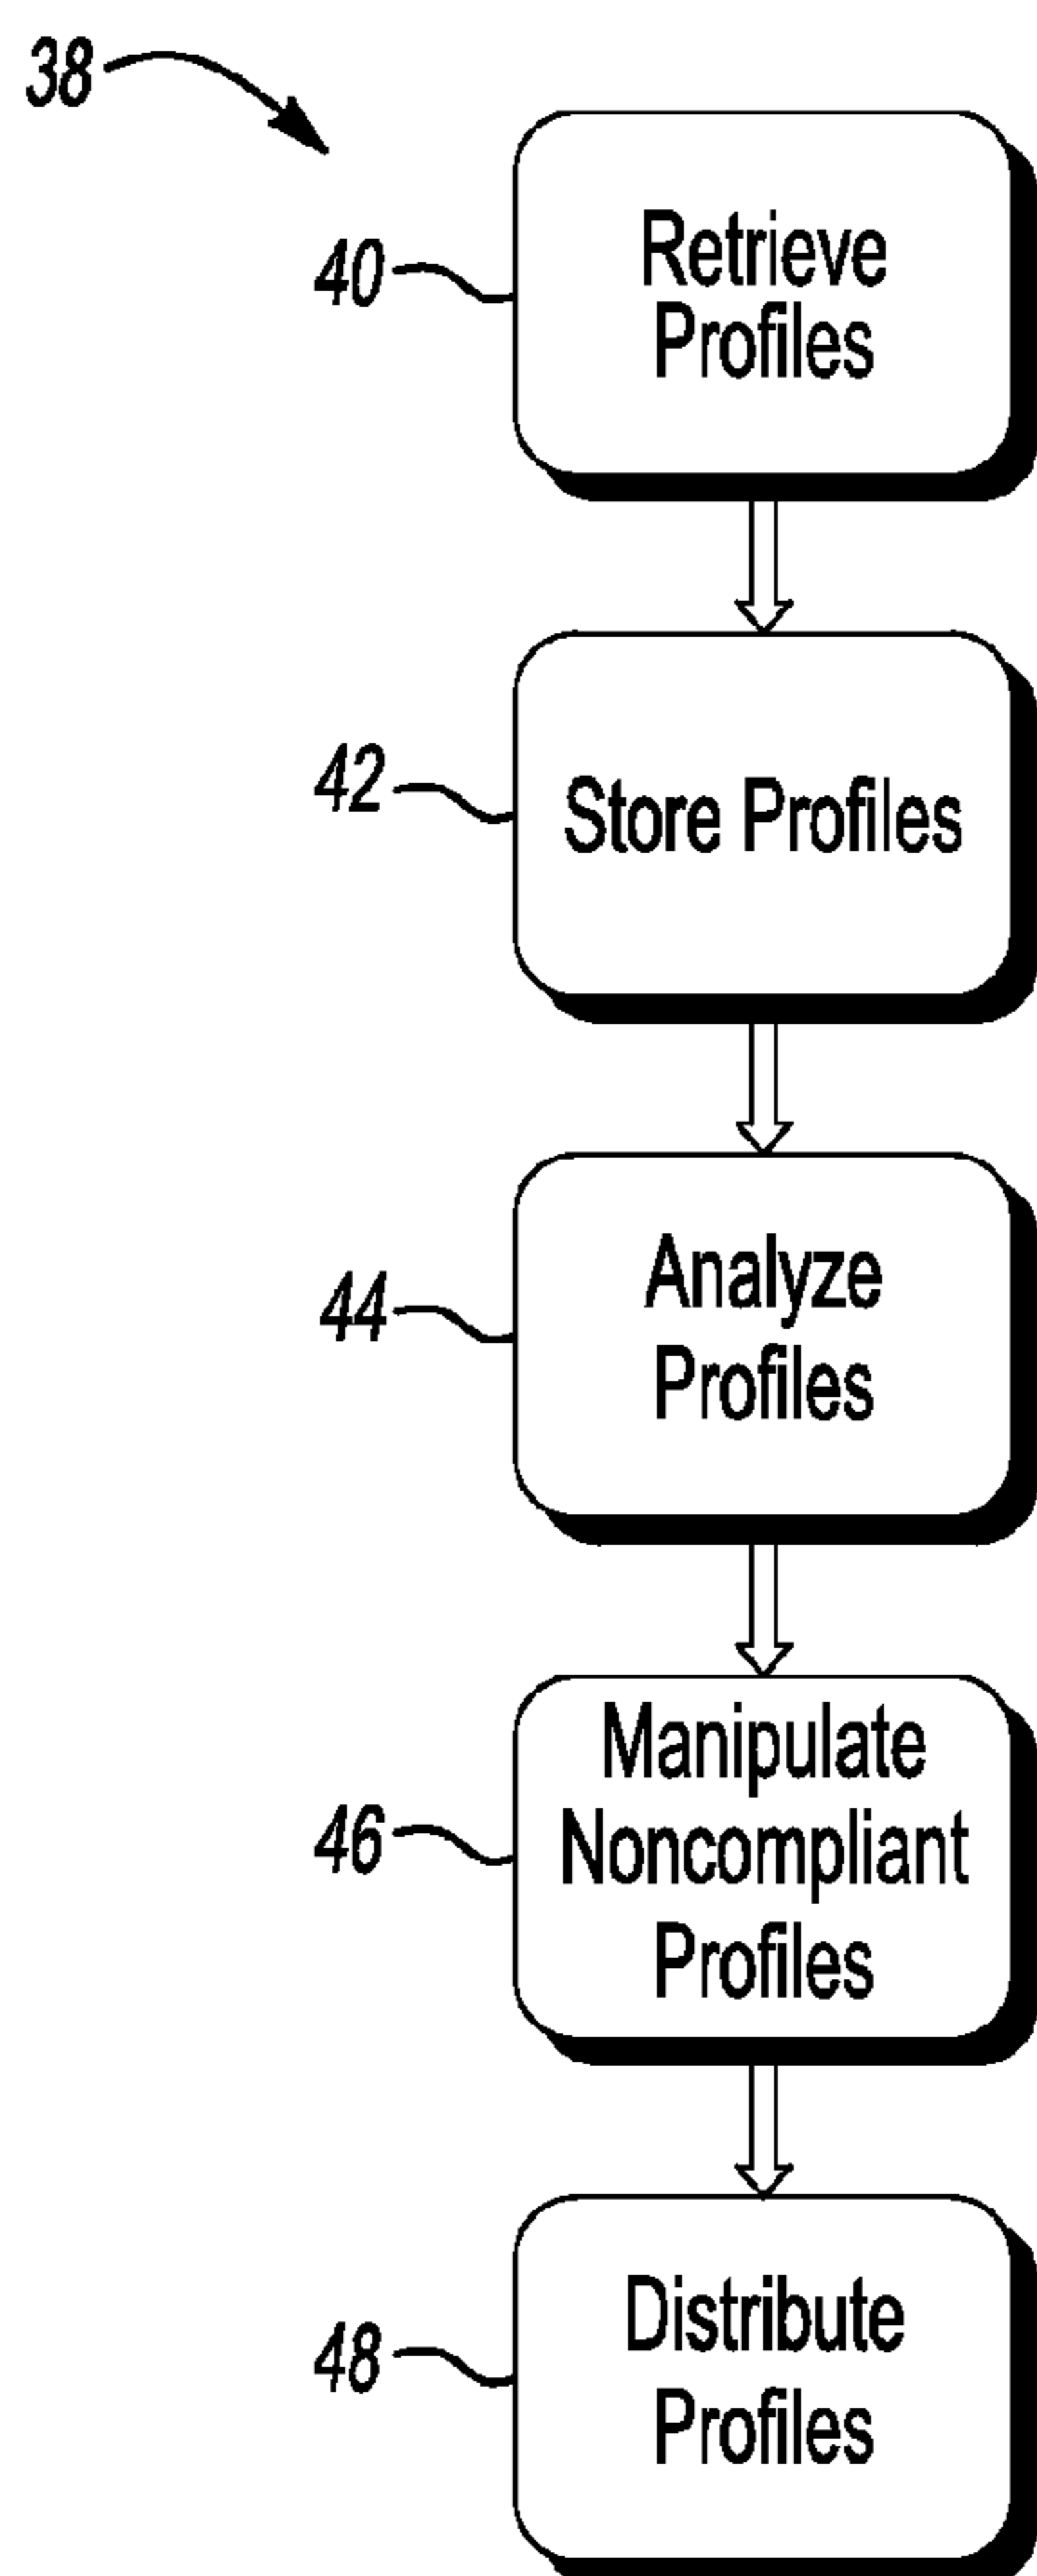 38
40
Retrieve
Profiles
42
Store Profiles
44
Analyze
Profiles
46
Manipulate
Noncompliant
Profiles
48
Distribute
Profiles